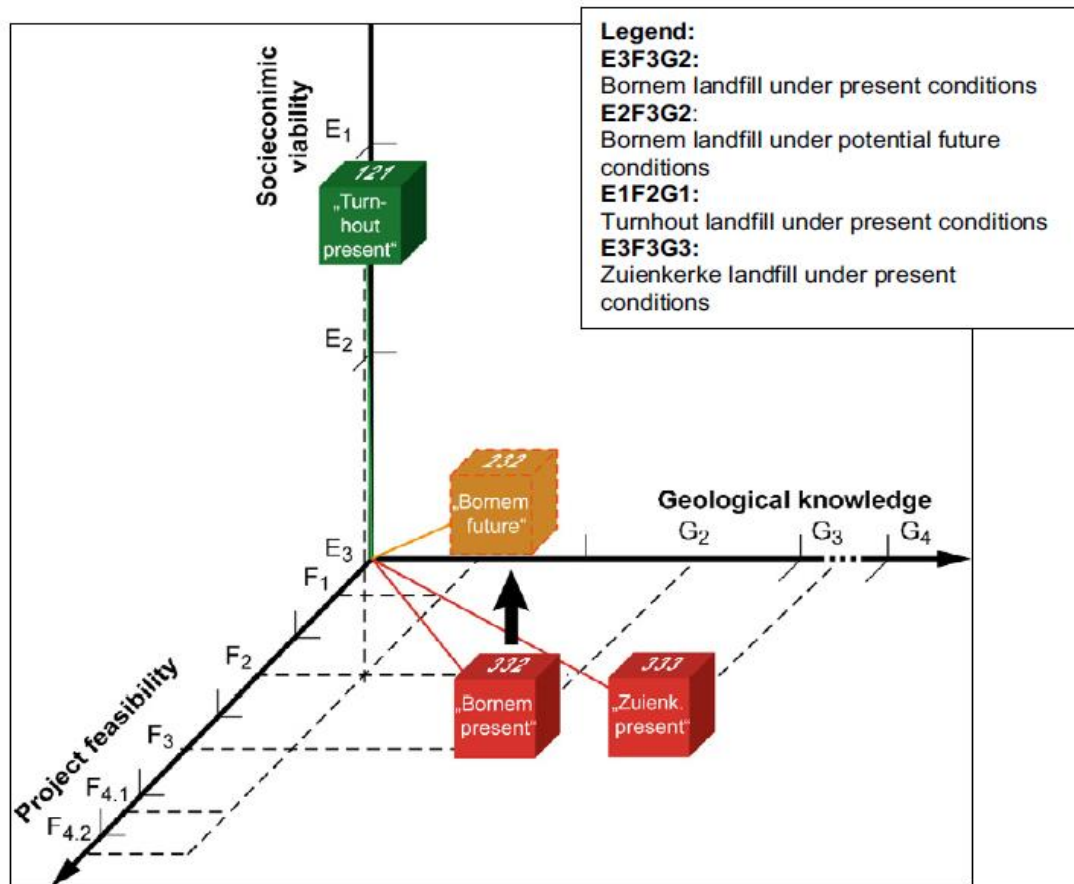 Legend:
E3F3G2:
Bornem landfill under present conditions
E2F3G2:
Bornem landfill under potential future
conditions
E1F2G1:
Turnhout landfill under present conditions
E3F3G3:
Zuienkerke landfill under present
conditions
Socieconimic
viability
E1
121
„Turn-
hout
present“
E2
232
„Bornem
future“
Geological knowledge
E3
G2
G3
G4
F1
F2
332
„Bornem
present“
333
„Zuienk.
present“
Project feasibility
F3
F4.1
F4.2